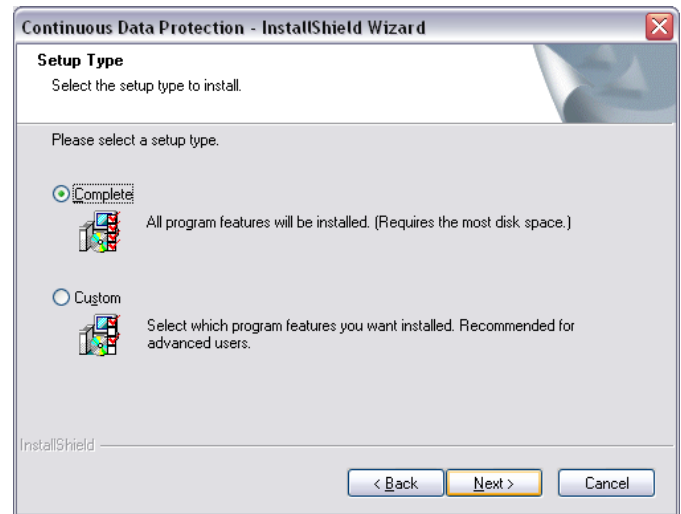 Continuous Data Protection - InstallShield Wizard
Setup Type
Select the setup type to install.
Please select a setup type.
Complete
All program features will be installed. (Requires the most disk space.)
Custom
Select which program features you want installed. Recommended for
advanced users.
InstallShield
< Back
Next >
Cancel